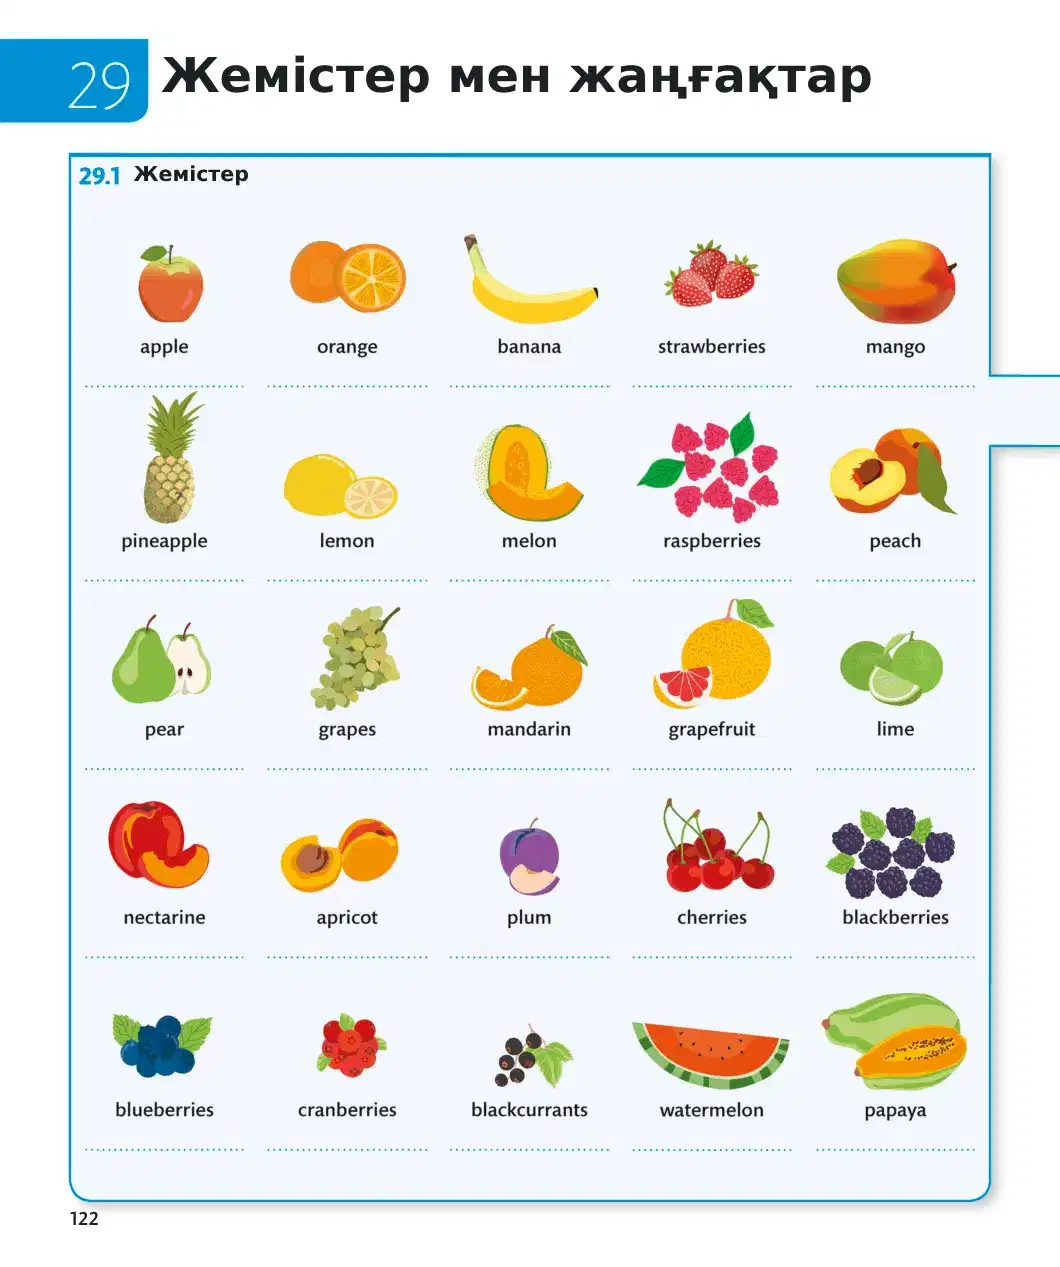 29 Жемістер мен жаңғақтар
29.1 Жемістер
apple orange banana strawberries mango
pineapple lemon melon raspberries peach
pear grapes mandarin grapefruit lime
nectarine apricot plum cherries blackberries
blueberries cranberries blackcurrants watermelon papaya
122